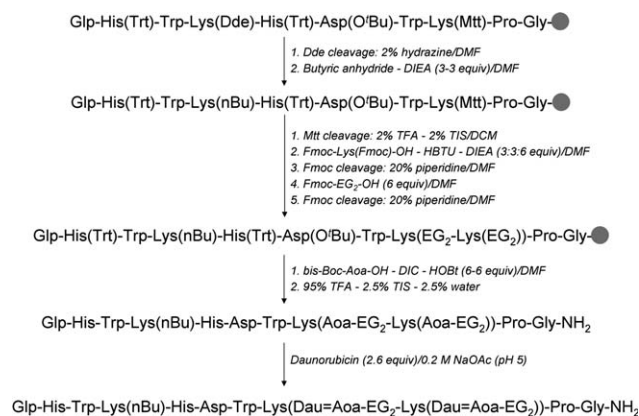 Glp-His(Trt)-Trp-Lys(Dde)-His(Trt)-Asp(OᵗBu)-Trp-Lys(Mtt)-Pro-Gly-
1. Dde cleavage: 2% hydrazine/DMF
2. Butyric anhydride - DIEA (3-3 equiv)/DMF
Glp-His(Trt)-Trp-Lys(nBu)-His(Trt)-Asp(OᵗBu)-Trp-Lys(Mtt)-Pro-Gly-
1. Mtt cleavage: 2% TFA - 2% TIS/DCM
2. Fmoc-Lys(Fmoc)-OH - HBTU - DIEA (3:3:6 equiv)/DMF
3. Fmoc cleavage: 20% piperidine/DMF
4. Fmoc-EG₂-OH (6 equiv)/DMF
5. Fmoc cleavage: 20% piperidine/DMF
Glp-His(Trt)-Trp-Lys(nBu)-His(Trt)-Asp(OᵗBu)-Trp-Lys(EG₂-Lys(EG₂))-Pro-Gly-
1. bis-Boc-Aoa-OH - DIC - HOBt (6-6 equiv)/DMF
2. 95% TFA - 2.5% TIS - 2.5% water
Glp-His-Trp-Lys(nBu)-His-Asp-Trp-Lys(Aoa-EG₂-Lys(Aoa-EG₂))-Pro-Gly-NH₂
Daunorubicin (2.6 equiv)/0.2 M NaOAc (pH 5)
Glp-His-Trp-Lys(nBu)-His-Asp-Trp-Lys(Dau=Aoa-EG₂-Lys(Dau=Aoa-EG₂))-Pro-Gly-NH₂